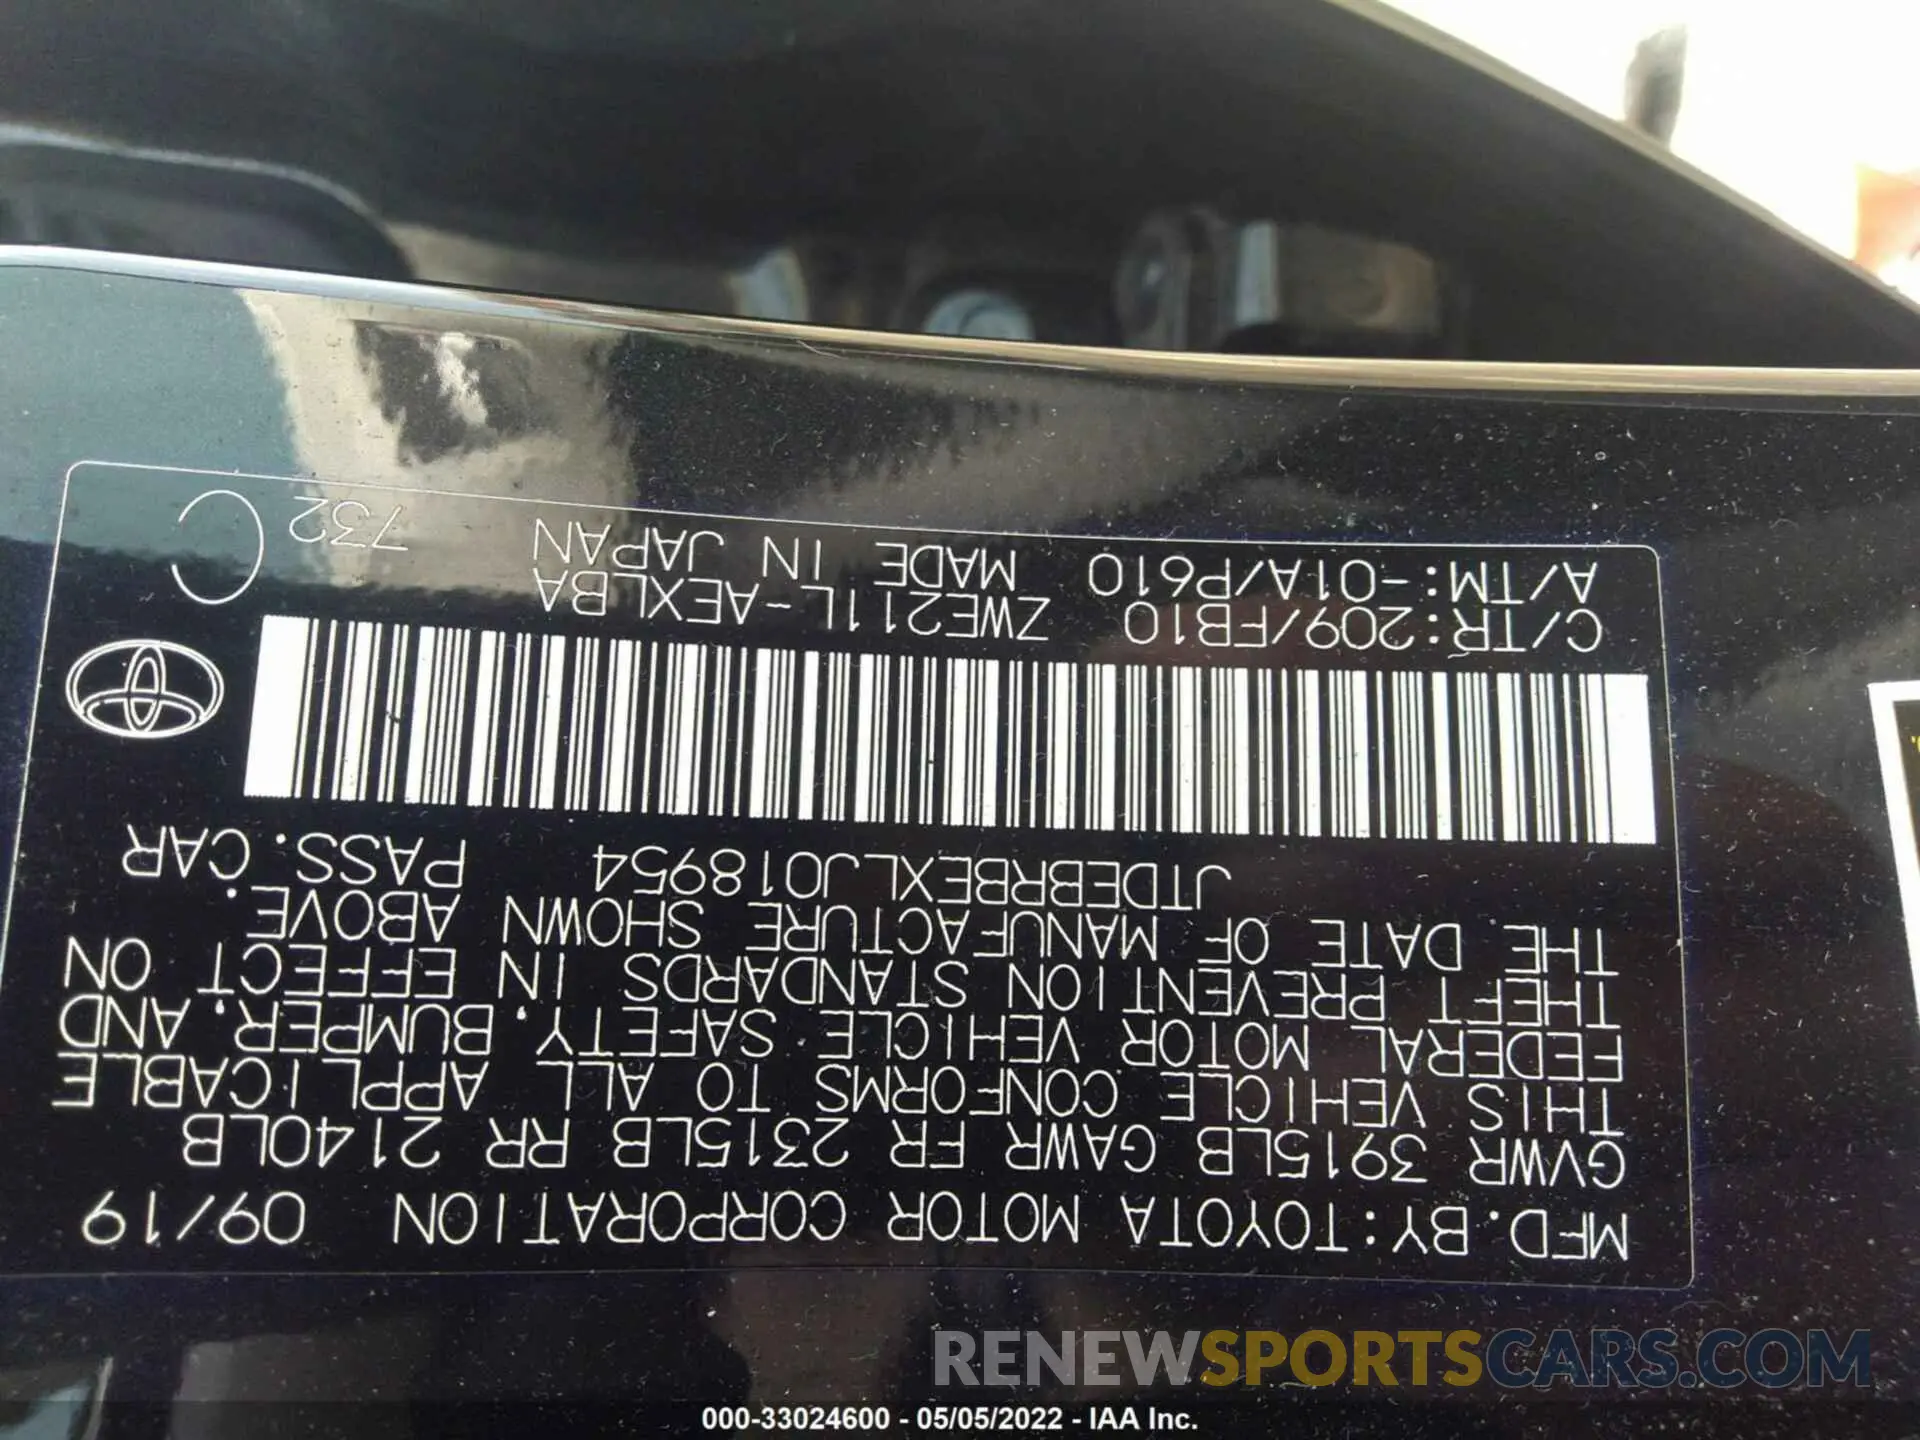 MFD. BY: TOYOTA MOTOR CORPORATION 09/19
GVWR 3915LB GAWR FR 2315LB RR 2140LB
THIS VEHICLE CONFORMS TO ALL APPLICABLE
FEDERAL MOTOR VEHICLE SAFETY, BUMPER, AND
THEFT PREVENTION STANDARDS IN EFFECT ON
THE DATE OF MANUFACTURE SHOWN ABOVE.
JTDEBRBEXLJ018954 PASS. CAR
C/TR: 209/FB10 ZWE211L-AEXLBA
A/TM: -01A/P610 MADE IN JAPAN 732 C
RENEWSPORTSCARS.COM
000-33024600 - 05/05/2022 - IAA Inc.